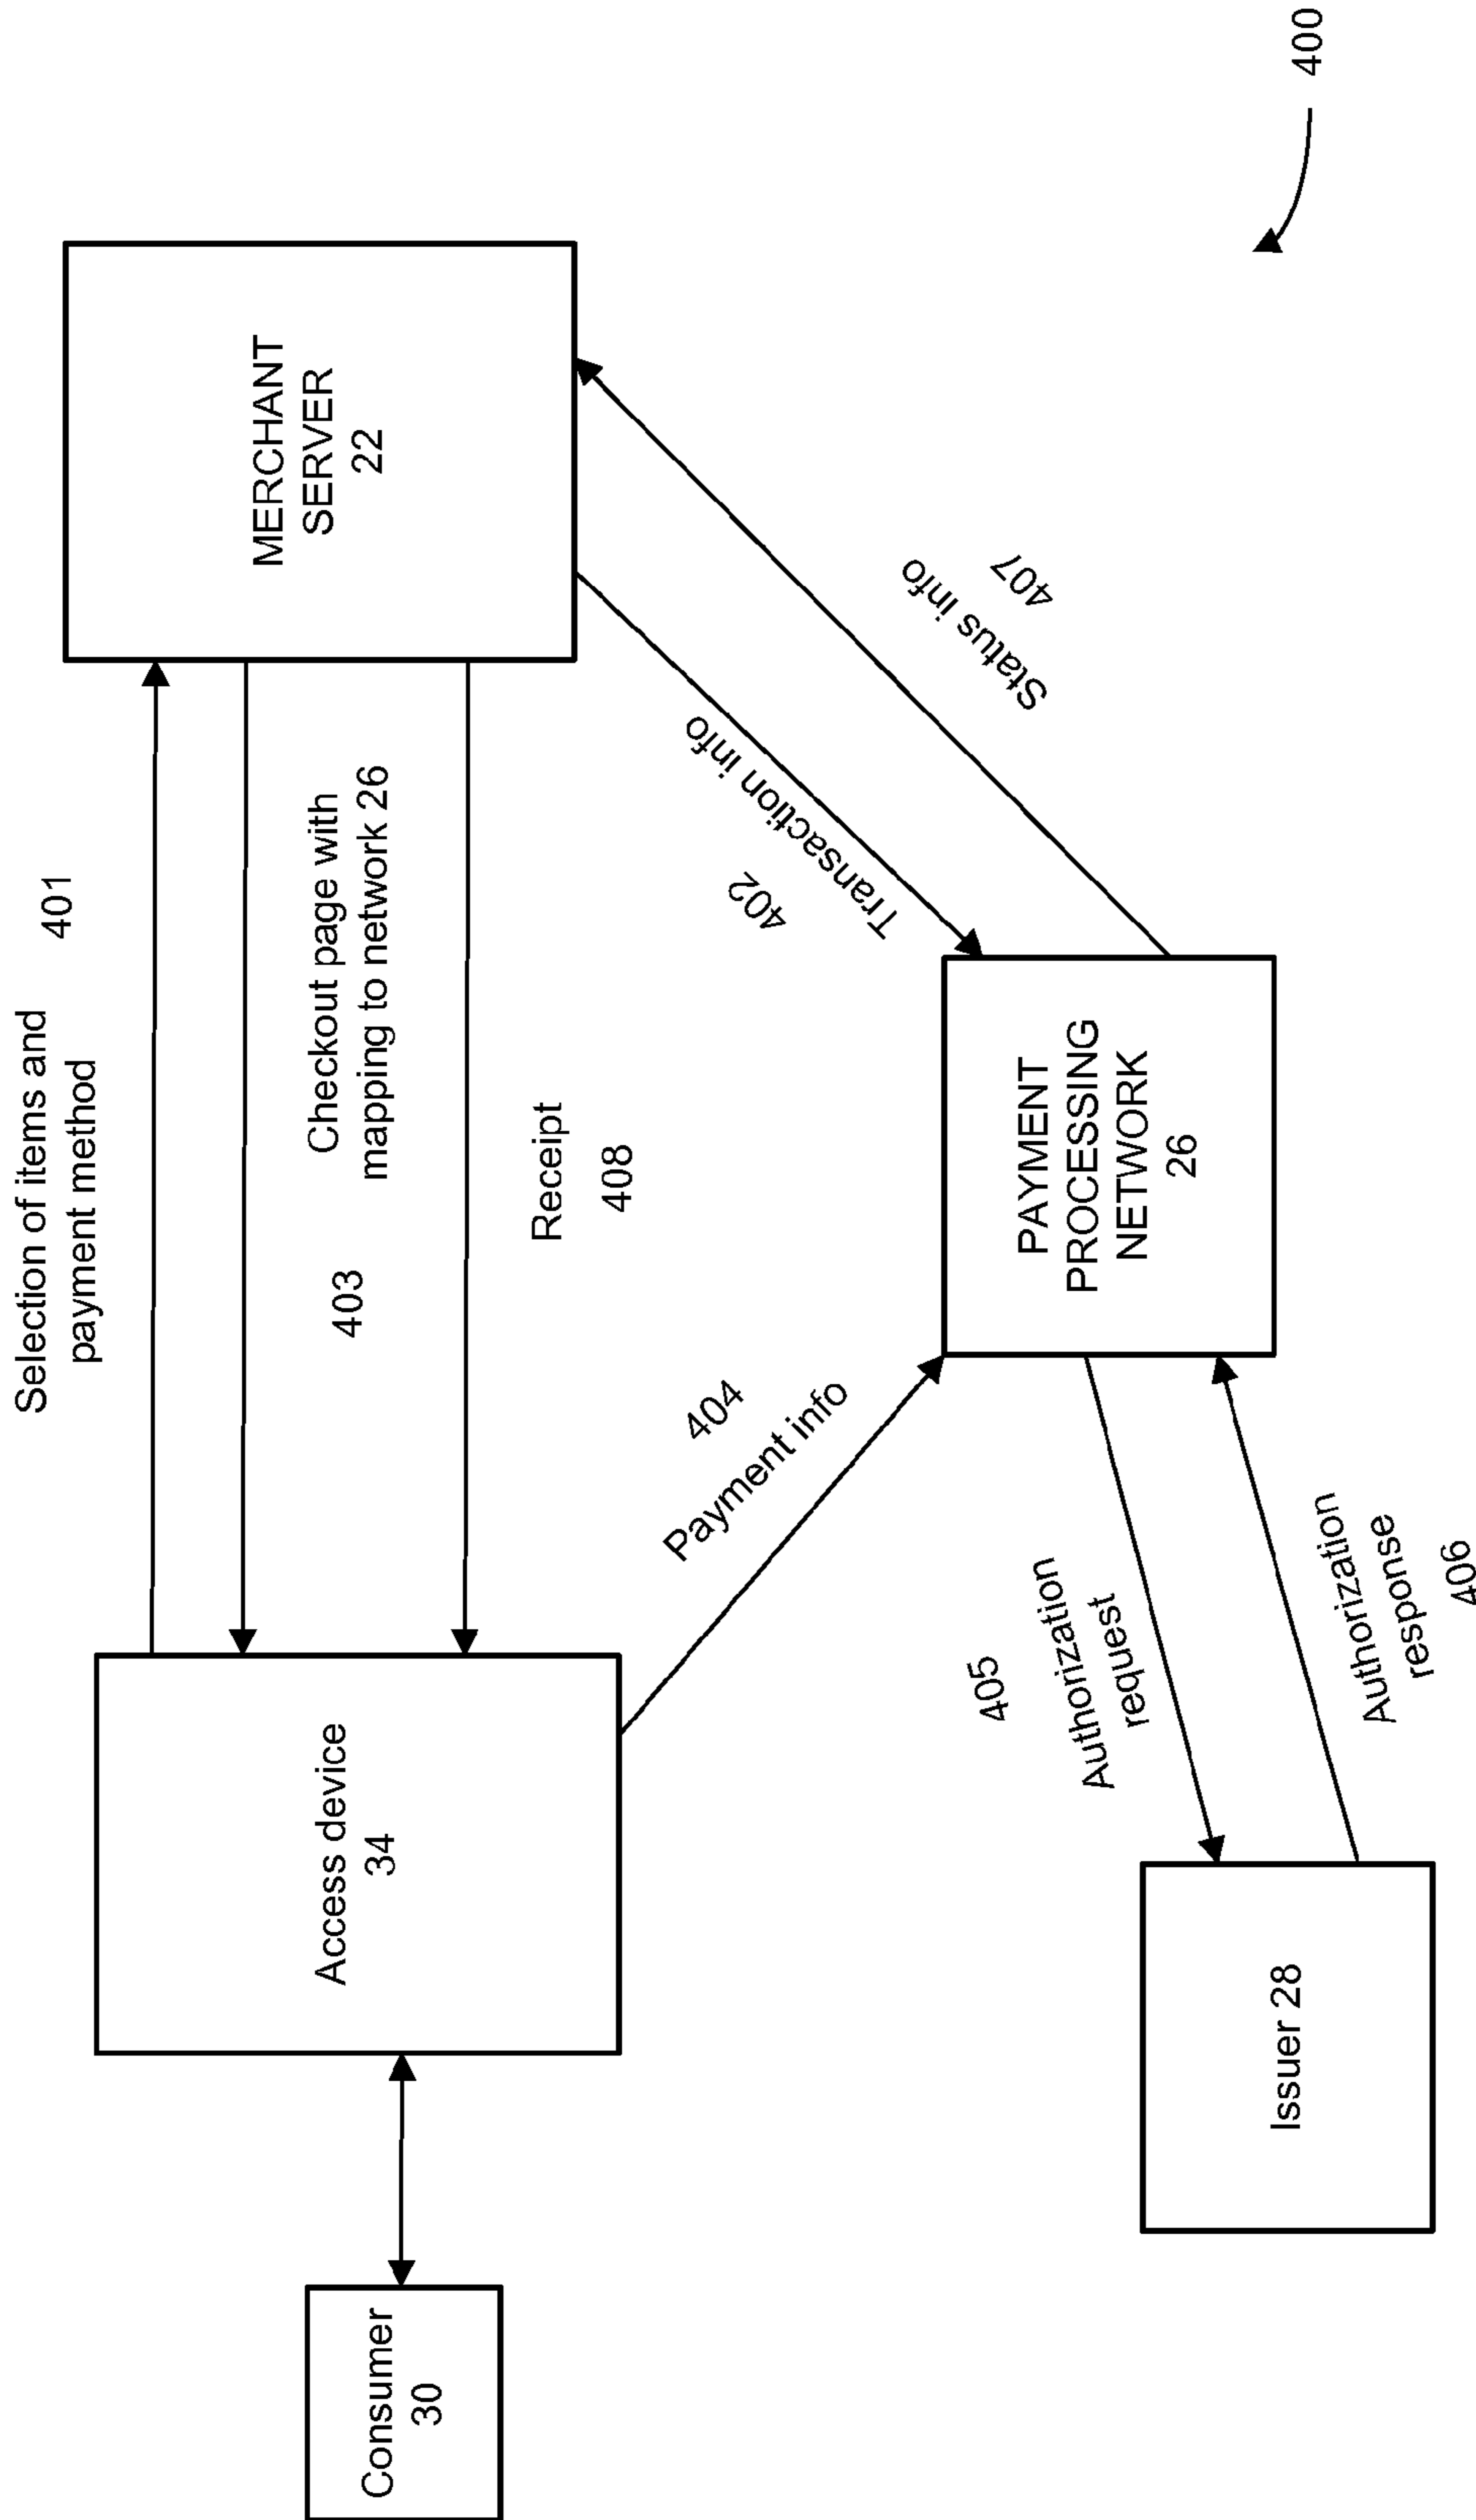 Selection of items and
payment method
401
MERCHANT
SERVER
22
Checkout page with
mapping to network 26
403
Receipt
408
Consumer
30
Access device
34
404
Payment info
402
Transaction info
Status info
407
PAYMENT
PROCESSING
NETWORK
26
405
Authorization
request
Authorization
response
406
Issuer 28
400